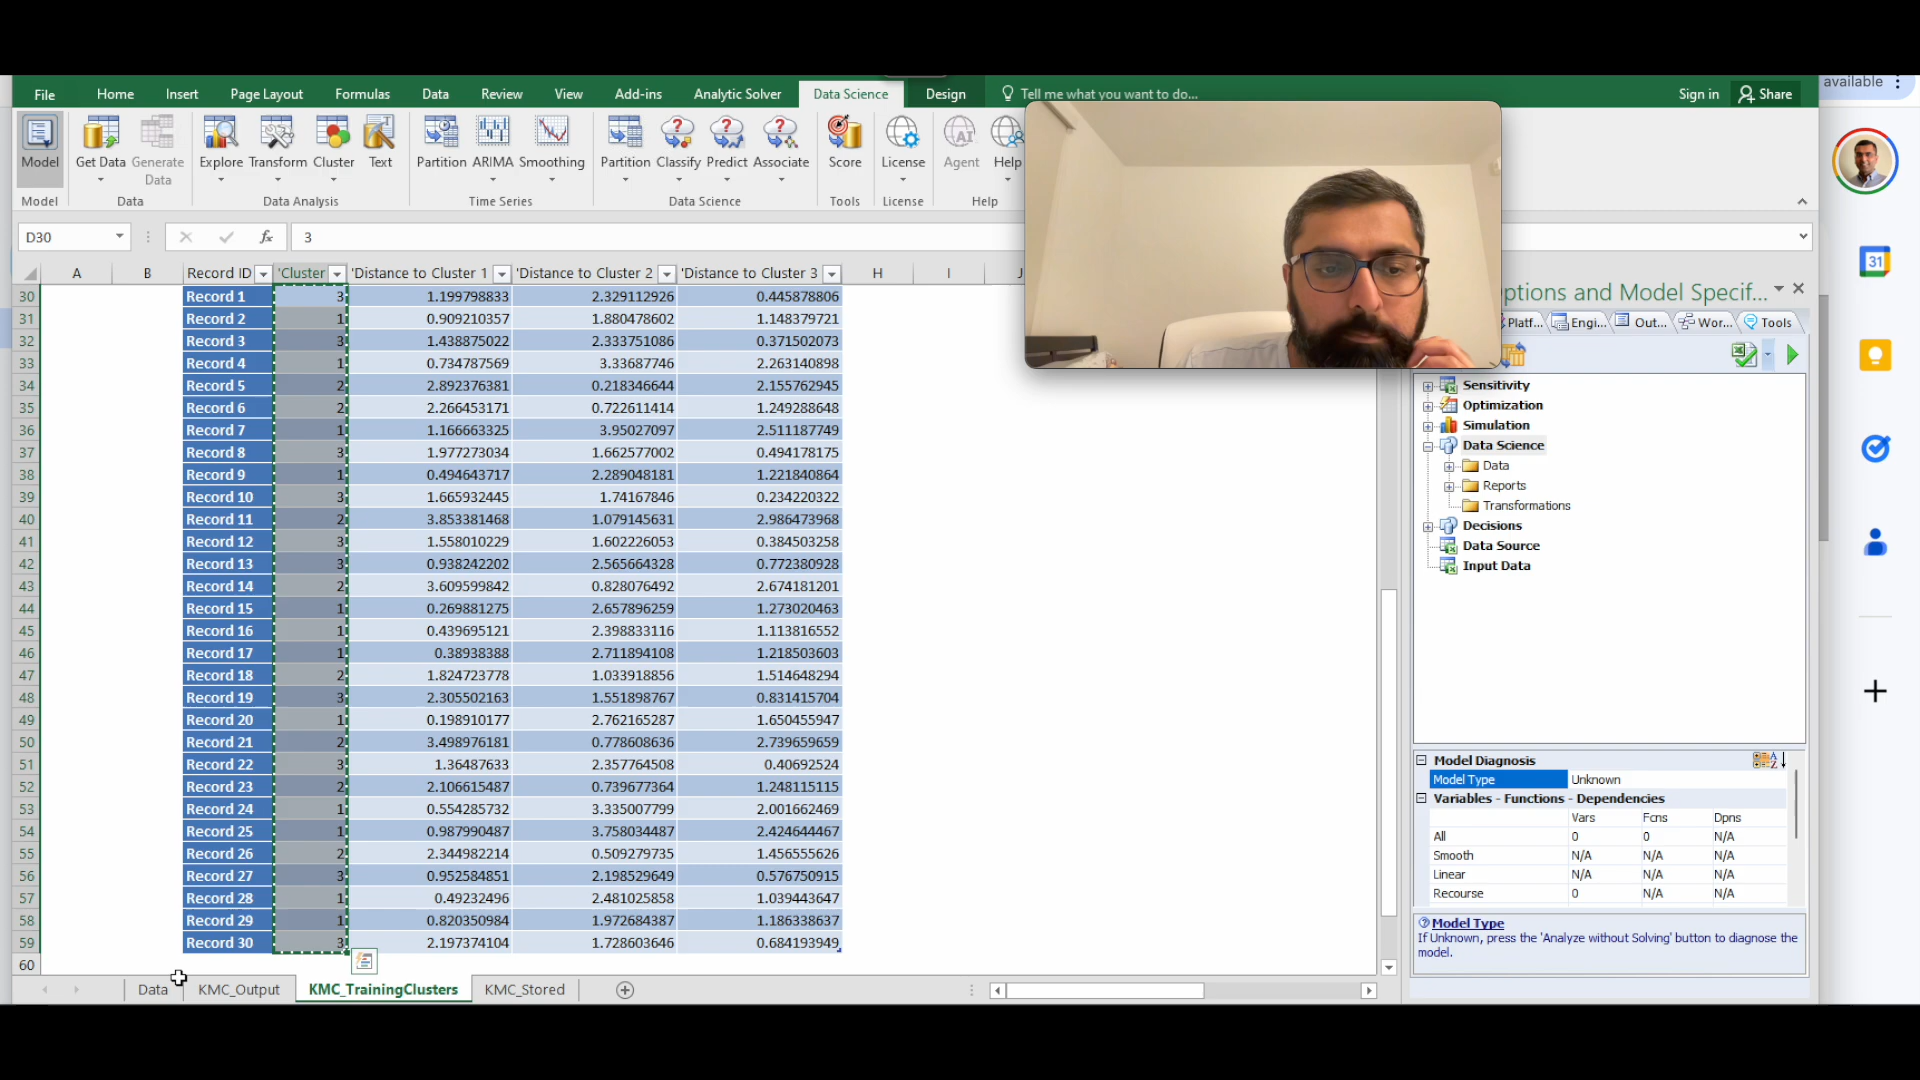 available
File Home Insert Page Layout Formulas Data Review View Add-ins Analytic Solver Data Science Design Tell me what you want to do... Sign in Share
Model Get Data Generate Data Explore Transform Cluster Text Partition ARIMA Smoothing Partition Classify Predict Associate Score License Agent Help
Model Data Data Analysis Time Series Data Science Tools License Help
D30 fx 3
A B Record ID 'Cluster 'Distance to Cluster 1 'Distance to Cluster 2 'Distance to Cluster 3 H I J
30 Record 1 3 1.199798833 2.329112926 0.445878806
31 Record 2 1 0.909210357 1.880478602 1.148379721
32 Record 3 3 1.438875022 2.333751086 0.371502073
33 Record 4 1 0.734787569 3.33687746 2.263140898
34 Record 5 2 2.892376381 0.218346644 2.155762945
35 Record 6 2 2.266453171 0.722611414 1.249288648
36 Record 7 1 1.166663325 3.95027097 2.511187749
37 Record 8 3 1.977273034 1.662577002 0.494178175
38 Record 9 1 0.494643717 2.289048181 1.221840864
39 Record 10 3 1.665932445 1.74167846 0.234220322
40 Record 11 2 3.853381468 1.079145631 2.986473968
41 Record 12 3 1.558010229 1.602226053 0.384503258
42 Record 13 3 0.938242202 2.565664328 0.772380928
43 Record 14 2 3.609599842 0.828076492 2.674181201
44 Record 15 1 0.269881275 2.657896259 1.273020463
45 Record 16 1 0.439695121 2.398833116 1.113816552
46 Record 17 1 0.38938388 2.711894108 1.218503603
47 Record 18 2 1.824723778 1.033918856 1.514648294
48 Record 19 3 2.305502163 1.551898767 0.831415704
49 Record 20 1 0.198910177 2.762165287 1.650455947
50 Record 21 2 3.498976181 0.778608636 2.739659659
51 Record 22 3 1.36487633 2.357764508 0.40692524
52 Record 23 2 2.106615487 0.739677364 1.248115115
53 Record 24 1 0.554285732 3.335007799 2.001662469
54 Record 25 1 0.987990487 3.758034487 2.424644467
55 Record 26 2 2.344982214 0.509279735 1.456555626
56 Record 27 3 0.952584851 2.198529649 0.576750915
57 Record 28 1 0.49232496 2.481025858 1.039443647
58 Record 29 1 0.820350984 1.972684387 1.186338637
59 Record 30 3 2.197374104 1.728603646 0.684193949
60
Data KMC_Output KMC_TrainingClusters KMC_Stored
ptions and Model Specif...
Platf... Engi... Out... Wor... Tools
Sensitivity
Optimization
Simulation
Data Science
Data
Reports
Transformations
Decisions
Data Source
Input Data
Model Diagnosis
Model Type Unknown
Variables - Functions - Dependencies
Vars Fcns Dpns
All 0 0 N/A
Smooth N/A N/A N/A
Linear N/A N/A N/A
Recourse 0 N/A N/A
Model Type
If Unknown, press the 'Analyze without Solving' button to diagnose the
model.
31